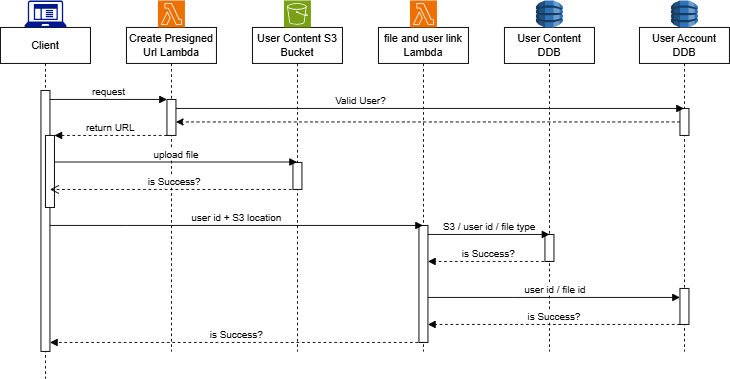 Client
Create Presigned
Url Lambda
User Content S3
Bucket
file and user link
Lambda
User Content
DDB
User Account
DDB
request
Valid User?
return URL
upload file
is Success?
user id + S3 location
S3 / user id / file type
is Success?
user id / file id
is Success?
is Success?